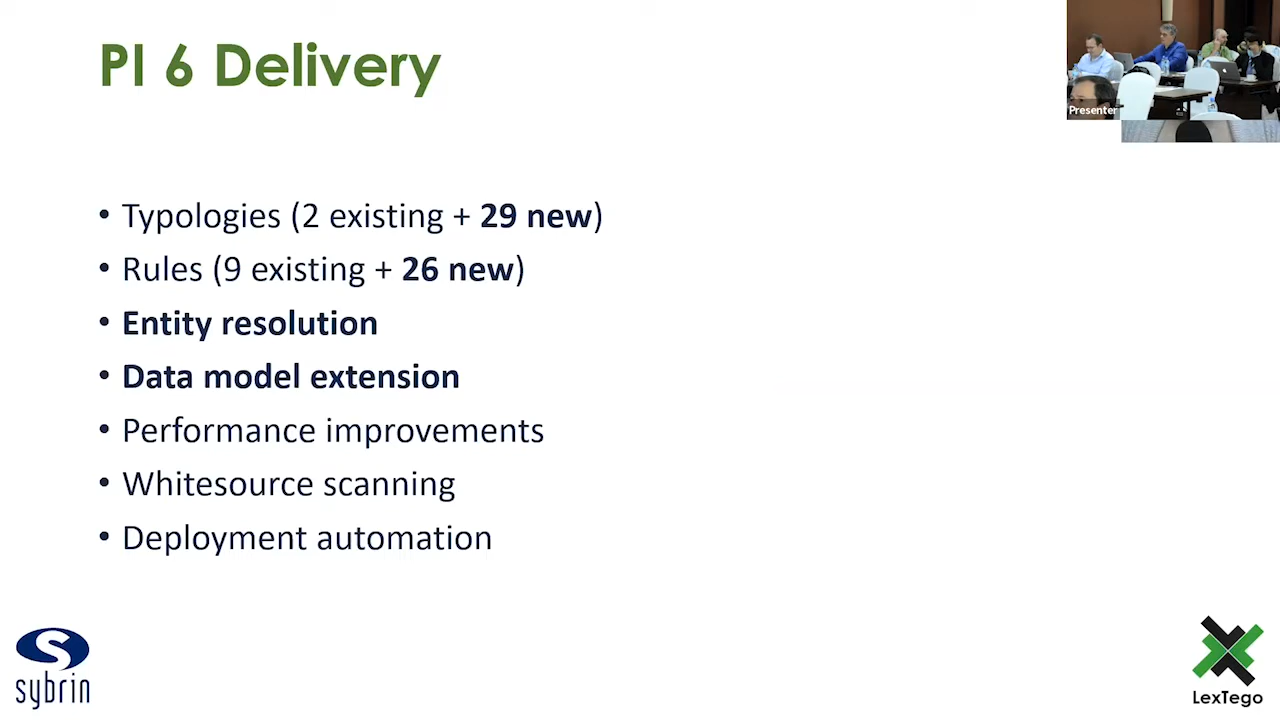 PI 6 Delivery
Presenter
• Typologies (2 existing + 29 new)
• Rules (9 existing + 26 new)
• Entity resolution
• Data model extension
• Performance improvements
• Whitesource scanning
• Deployment automation
sybrin
LexTego